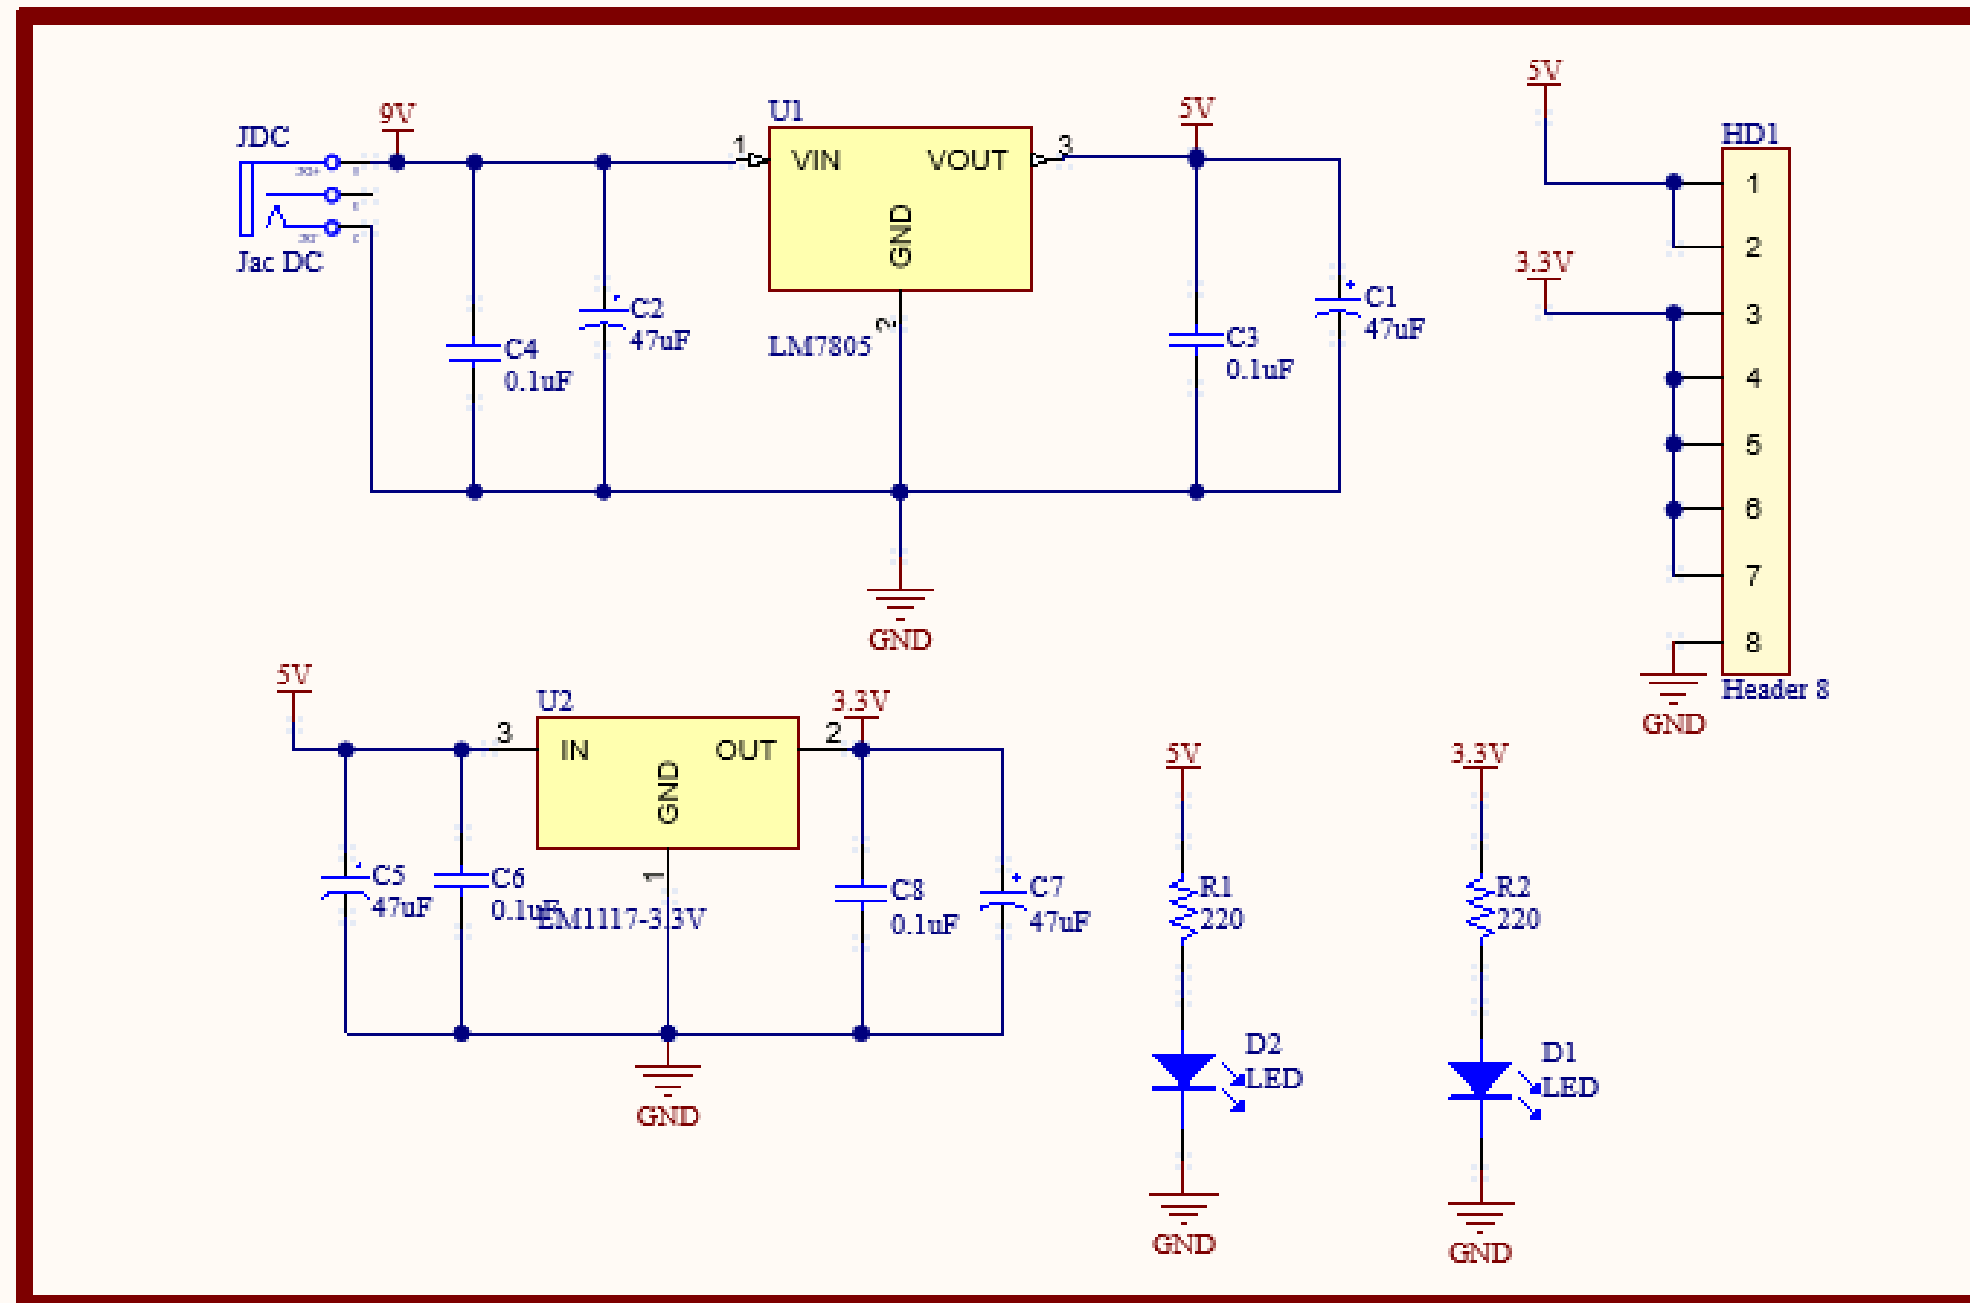 JDC
Jac DC
9V
U1
1
VIN
VOUT
3
GND
2
LM7805
5V
C4
0.1uF
C2
47uF
C3
0.1uF
C1
47uF
GND
5V
3.3V
HD1
1
2
3
4
5
6
7
8
Header 8
GND
5V
U2
3
IN
OUT
2
GND
1
LM1117-3.3V
3.3V
C5
47uF
C6
0.1uF
C8
0.1uF
C7
47uF
GND
5V
R1
220
D2
LED
GND
3.3V
R2
220
D1
LED
GND